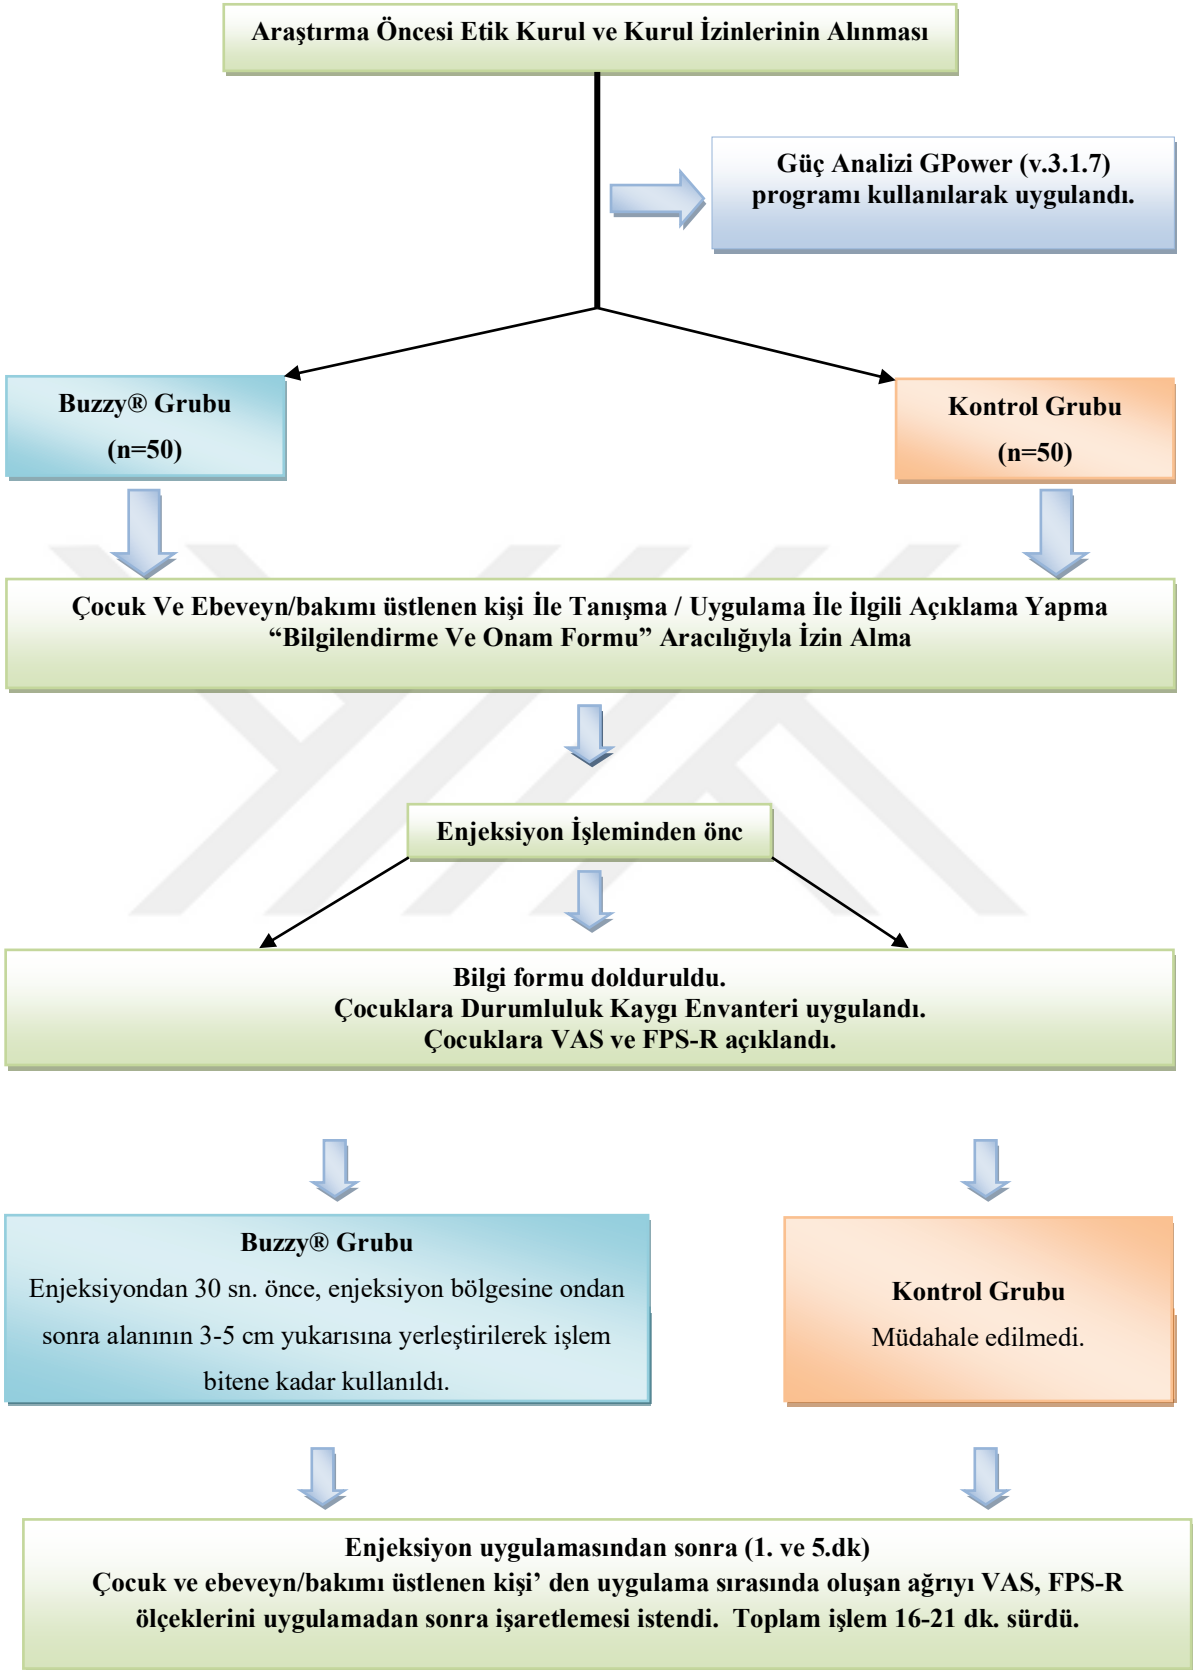 Araştırma Öncesi Etik Kurul ve Kurul İzinlerinin Alınması
Güç Analizi GPower (v.3.1.7)
programı kullanılarak uygulandı.
Buzzy® Grubu
(n=50)
Kontrol Grubu
(n=50)
Çocuk Ve Ebeveyn/bakımı üstlenen kişi İle Tanışma / Uygulama İle İlgili Açıklama Yapma
“Bilgilendirme Ve Onam Formu” Aracılığıyla İzin Alma
Enjeksiyon İşleminden önc
Bilgi formu dolduruldu.
Çocuklara Durumluluk Kaygı Envanteri uygulandı.
Çocuklara VAS ve FPS-R açıklandı.
Buzzy® Grubu
Enjeksiyondan 30 sn. önce, enjeksiyon bölgesine ondan
sonra alanının 3-5 cm yukarısına yerleştirilerek işlem
bitene kadar kullanıldı.
Kontrol Grubu
Müdahale edilmedi.
Enjeksiyon uygulamasından sonra (1. ve 5.dk)
Çocuk ve ebeveyn/bakımı üstlenen kişi’ den uygulama sırasında oluşan ağrıyı VAS, FPS-R
ölçeklerini uygulamadan sonra işaretlemesi istendi. Toplam işlem 16-21 dk. sürdü.